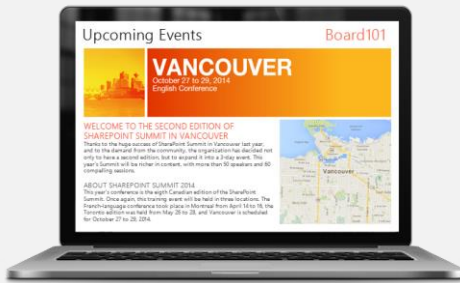 Upcoming Events
Board101
VANCOUVER
October 27 to 29, 2014
English Conference
WELCOME TO THE SECOND EDITION OF
SHAREPOINT SUMMIT IN VANCOUVER
Thanks to the huge success of SharePoint Summit in Vancouver last year,
and to the demand from the community, the organization has decided not
only to have a second edition, but to expand it into a 3-day event. This
year's Summit will be richer in content, with more than 50 speakers and 80
compelling sessions.
ABOUT SHAREPOINT SUMMIT 2014
This year's conference is the eighth Canadian edition of the SharePoint
Summit. Once again, this training event will be held in three locations. The
French-language conference took place in Montreal from April 14 to 16, the
Toronto edition was held from May 26 to 28, and Vancouver is scheduled
for October 27 to 29, 2014.
Vancouver